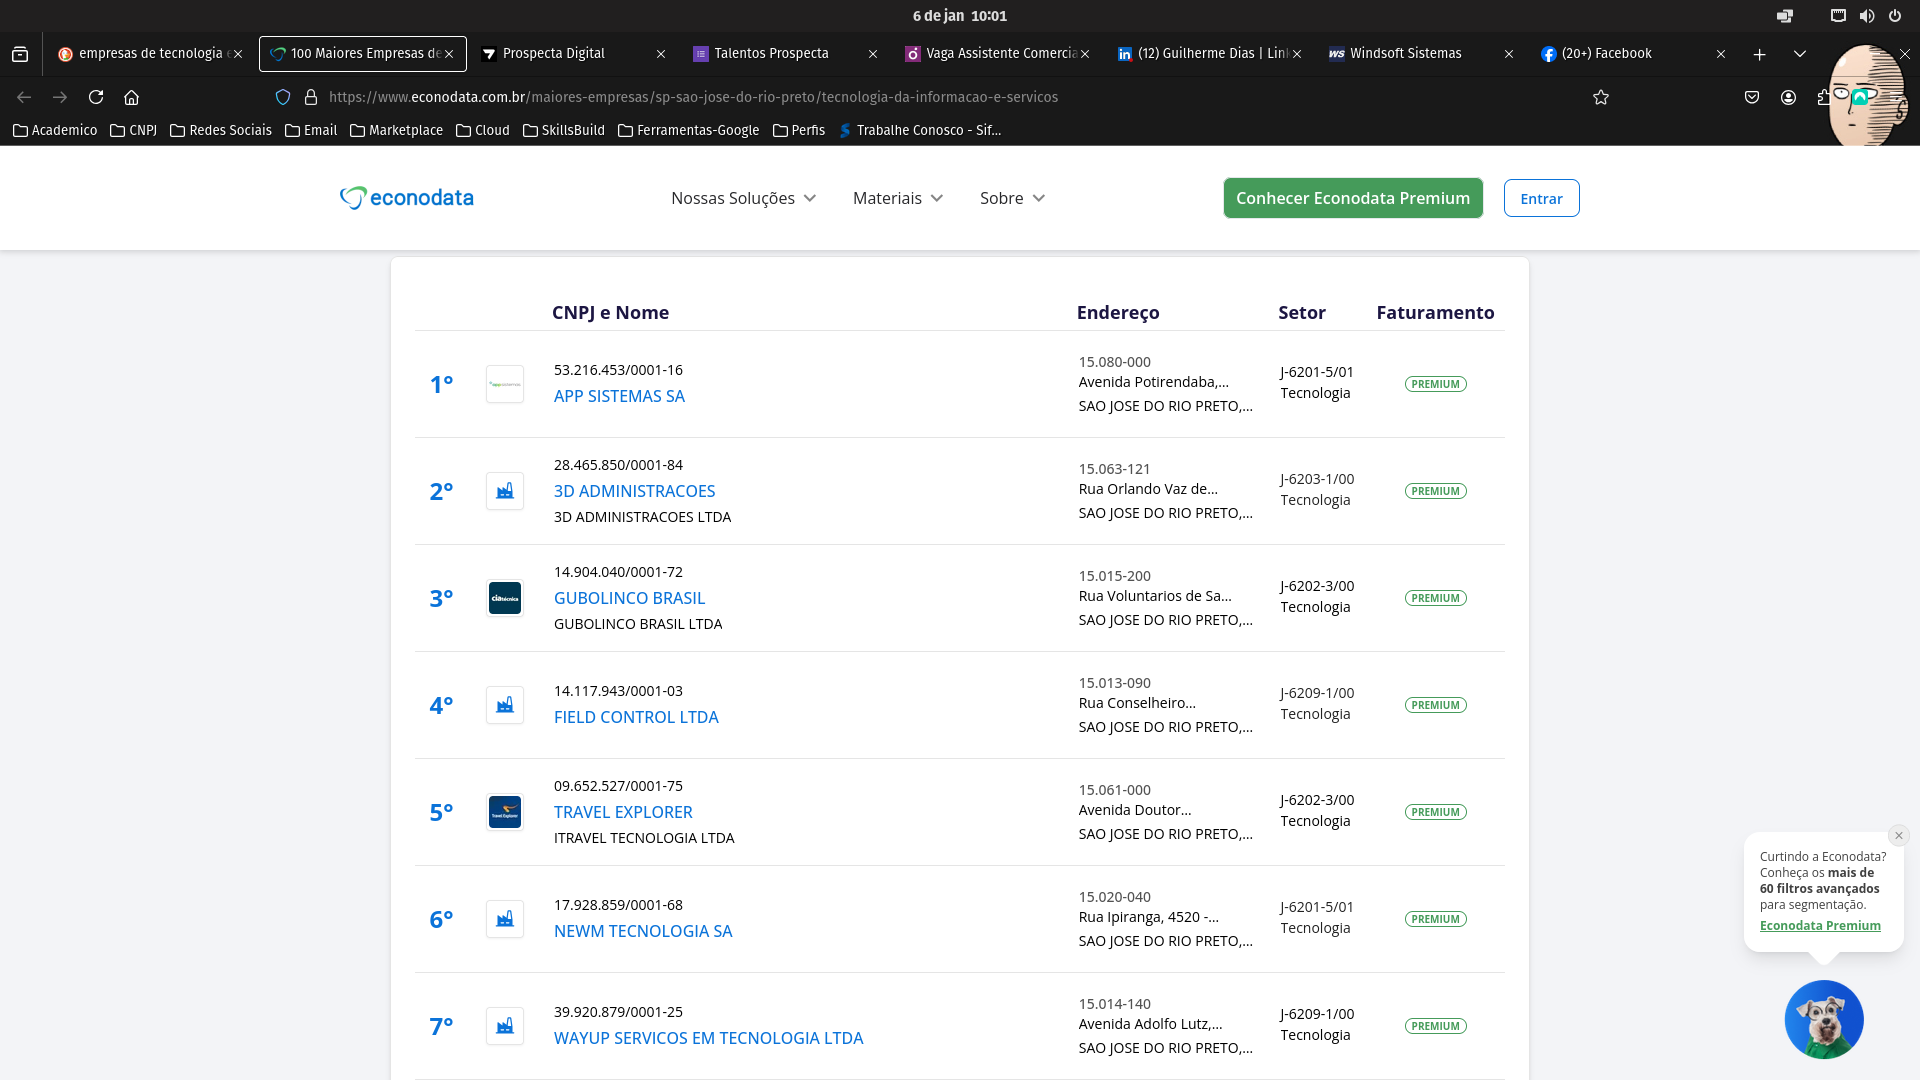 6 de jan 10:01
empresas de tecnologia e
100 Maiores Empresas de
Prospecta Digital
Talentos Prospecta
Vaga Assistente Comercia
(12) Guilherme Dias | Link
Windsoft Sistemas
(20+) Facebook
https://www.econodata.com.br/maiores-empresas/sp-sao-jose-do-rio-preto/tecnologia-da-informacao-e-servicos
Academico CNPJ Redes Sociais Email Marketplace Cloud SkillsBuild Ferramentas-Google Perfis Trabalhe Conosco - Sif...
econodata Nossas Soluções Materiais Sobre Conhecer Econodata Premium Entrar
CNPJ e Nome Endereço Setor Faturamento
1°
53.216.453/0001-16
APP SISTEMAS SA
15.080-000
Avenida Potirendaba,...
SAO JOSE DO RIO PRETO,...
J-6201-5/01
Tecnologia
PREMIUM
2°
28.465.850/0001-84
3D ADMINISTRACOES
3D ADMINISTRACOES LTDA
15.063-121
Rua Orlando Vaz de...
SAO JOSE DO RIO PRETO,...
J-6203-1/00
Tecnologia
PREMIUM
3°
ciatécnica
14.904.040/0001-72
GUBOLINCO BRASIL
GUBOLINCO BRASIL LTDA
15.015-200
Rua Voluntarios de Sa...
SAO JOSE DO RIO PRETO,...
J-6202-3/00
Tecnologia
PREMIUM
4°
14.117.943/0001-03
FIELD CONTROL LTDA
15.013-090
Rua Conselheiro...
SAO JOSE DO RIO PRETO,...
J-6209-1/00
Tecnologia
PREMIUM
5°
Travel Explorer
09.652.527/0001-75
TRAVEL EXPLORER
ITRAVEL TECNOLOGIA LTDA
15.061-000
Avenida Doutor...
SAO JOSE DO RIO PRETO,...
J-6202-3/00
Tecnologia
PREMIUM
6°
17.928.859/0001-68
NEWM TECNOLOGIA SA
15.020-040
Rua Ipiranga, 4520 -...
SAO JOSE DO RIO PRETO,...
J-6201-5/01
Tecnologia
PREMIUM
7°
39.920.879/0001-25
WAYUP SERVICOS EM TECNOLOGIA LTDA
15.014-140
Avenida Adolfo Lutz,...
SAO JOSE DO RIO PRETO,...
J-6209-1/00
Tecnologia
PREMIUM
Curtindo a Econodata?
Conheça os mais de
60 filtros avançados
para segmentação.
Econodata Premium